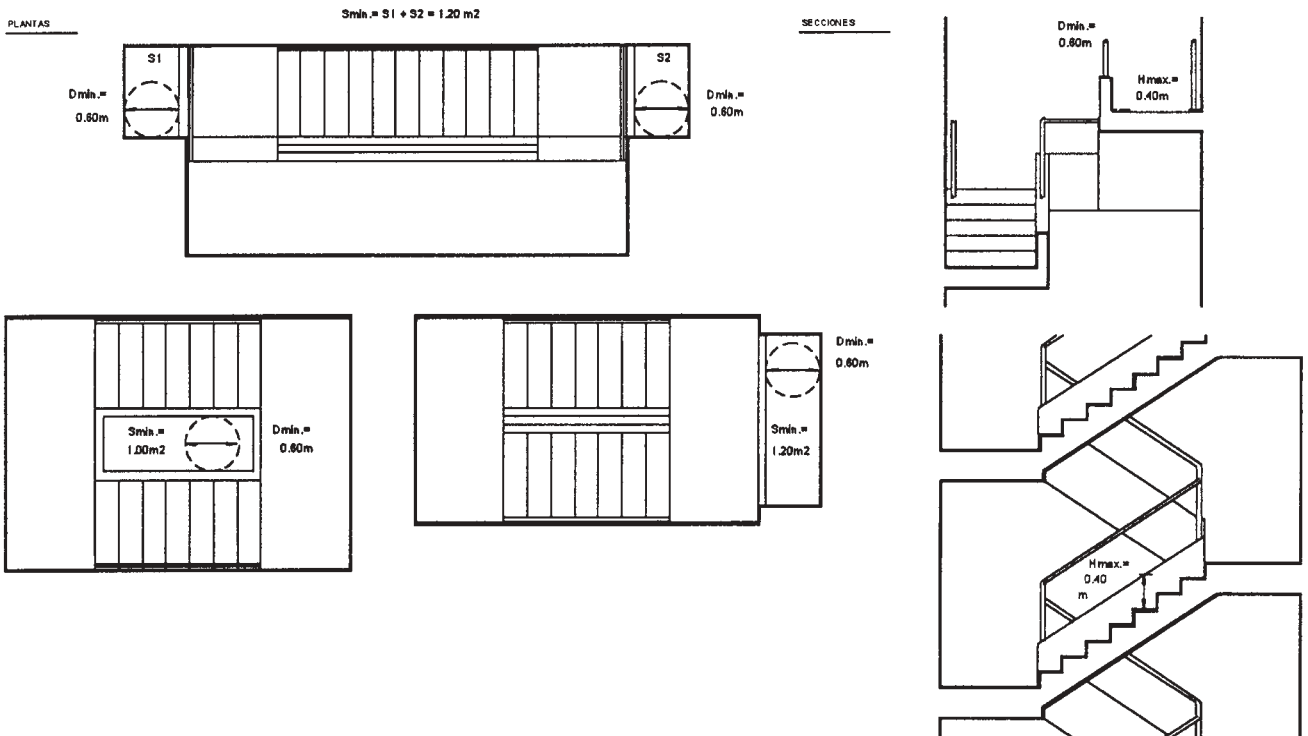 PLANTAS
Smin.= S1 + S2 = 1.20 m2
SECCIONES
S1
S2
Dmin.=
0.60m
Dmin.=
0.60m
Dmin.=
0.60m
Hmax.=
0.40m
Smin.=
1.00m2
Dmin.=
0.60m
Dmin.=
0.60m
Smin.=
1.20m2
Hmax.=
0.40
m